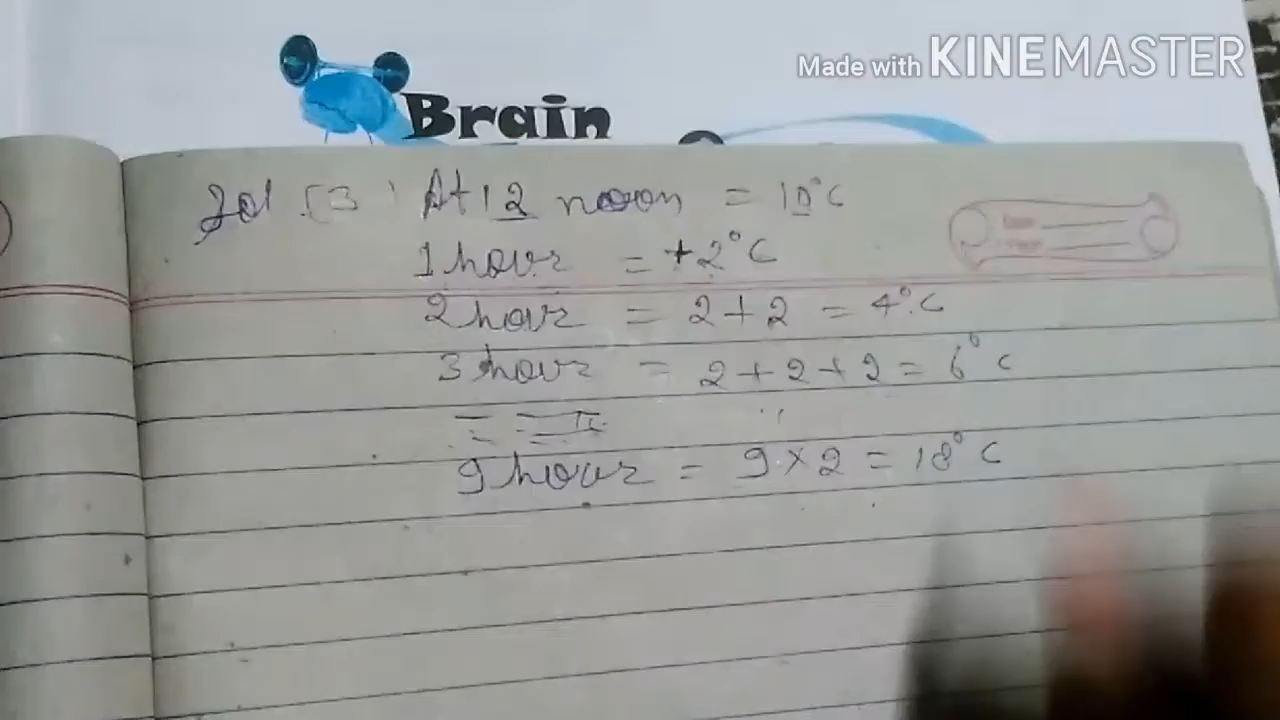 Made with KINEMASTER
Brain
Sol [3] At 12 noon = 10°C
1 hour = +2°C
2 hour = 2+2 = 4°C
3 hour = 2+2+2 = 6°C
9 hour = 9×2 = 18°C